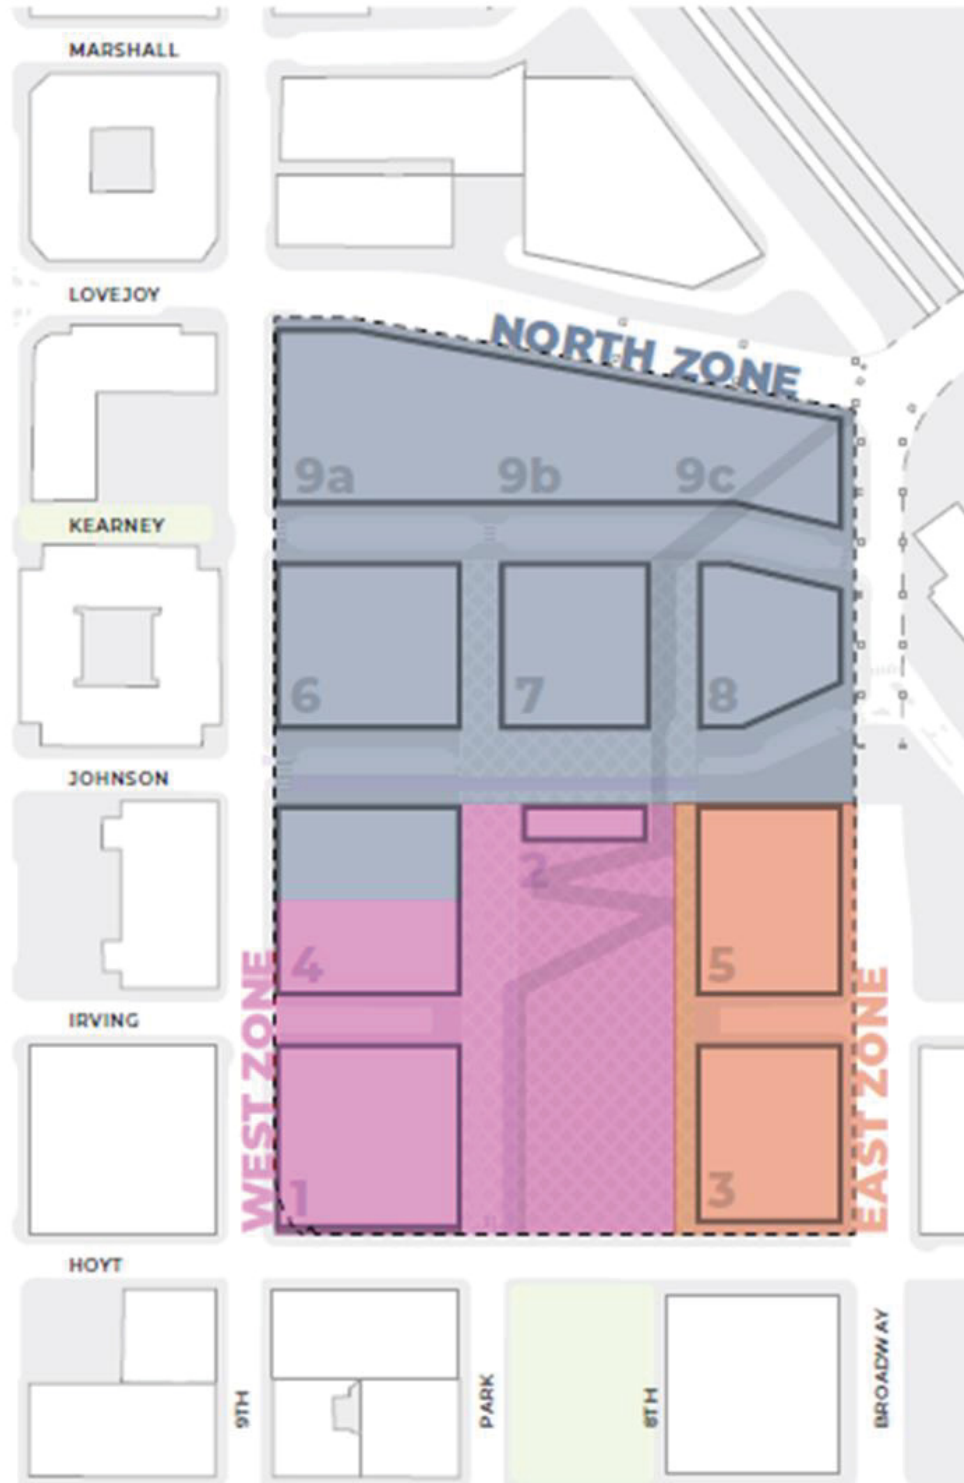 MARSHALL
LOVEJOY
NORTH ZONE
9a
9b
9c
KEARNEY
6
7
8
JOHNSON
2
4
5
IRVING
WEST ZONE
EAST ZONE
1
3
HOYT
9TH
PARK
8TH
BROADWAY